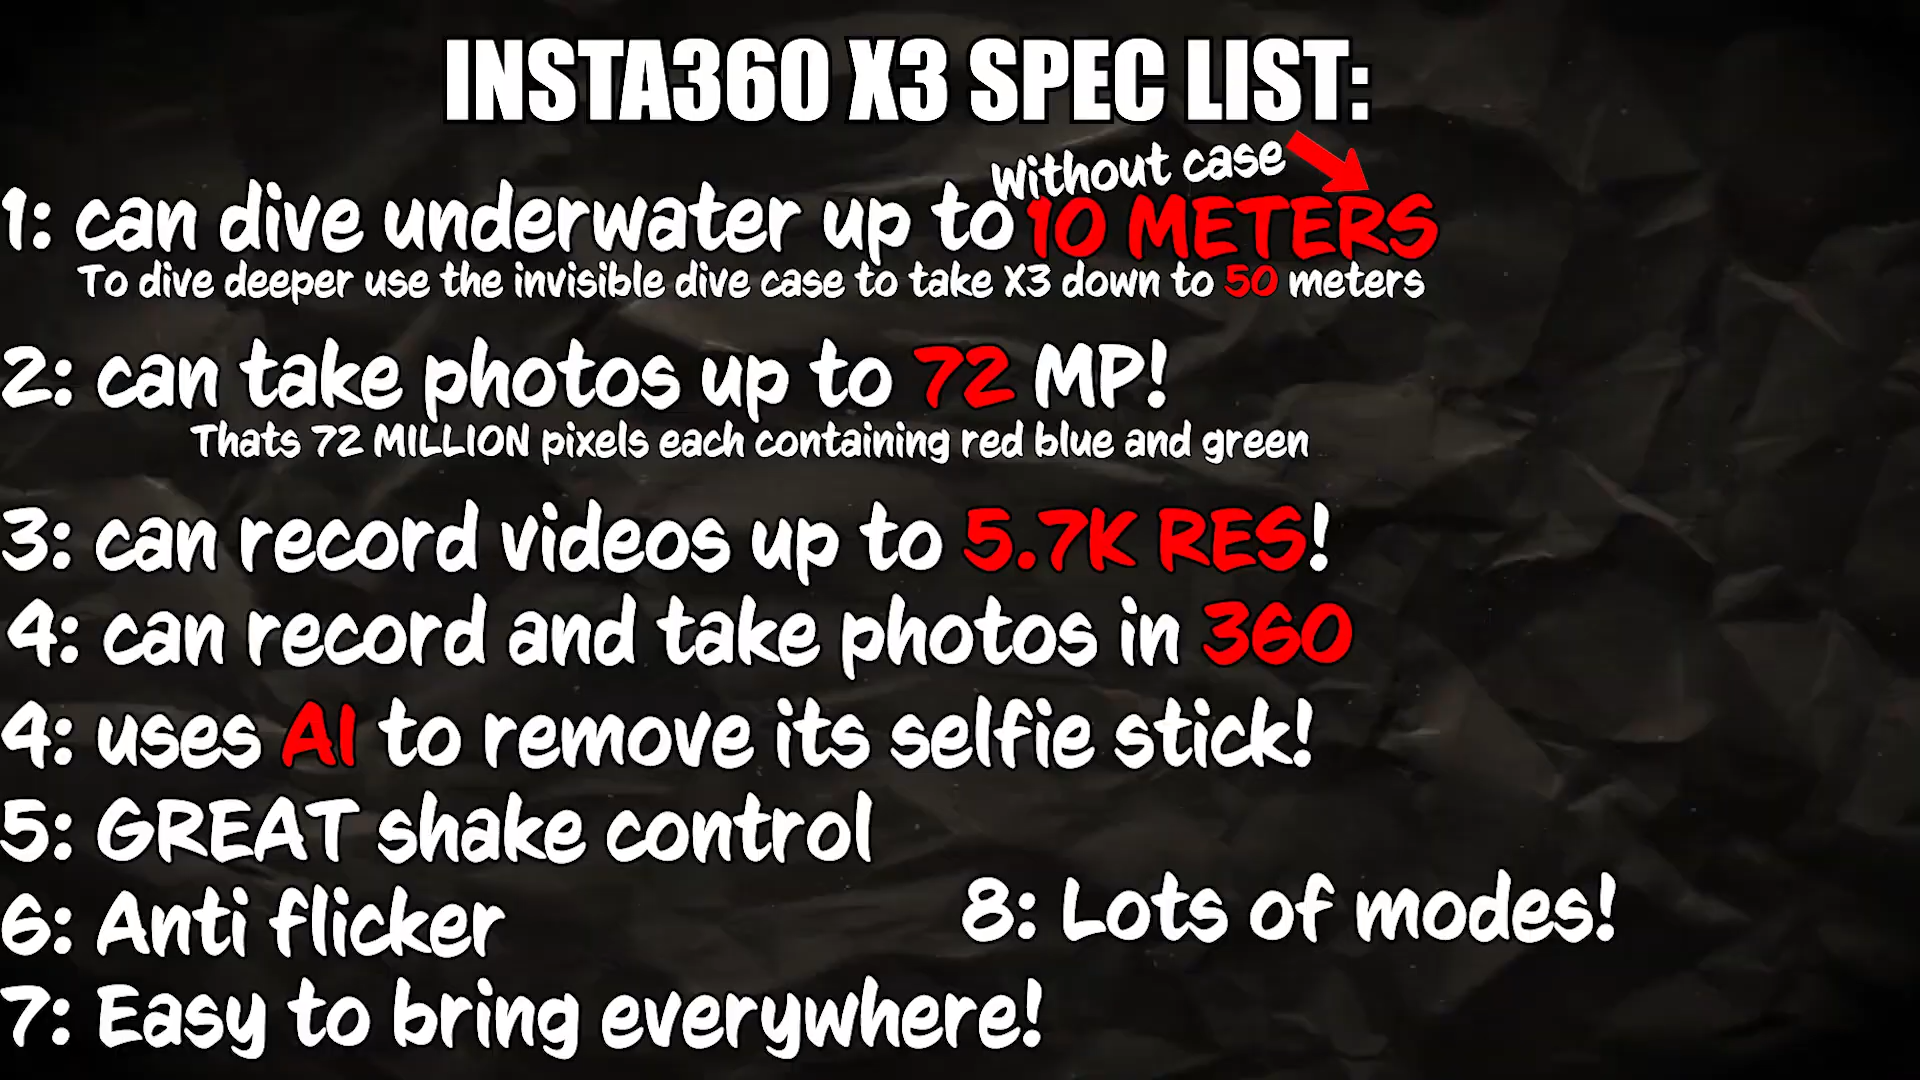 INSTA360 X3 SPEC LIST:
without case
1: can dive underwater up to 10 METERS
To dive deeper use the invisible dive case to take X3 down to 50 meters
2: can take photos up to 72 MP!
Thats 72 MILLION pixels each containing red blue and green
3: can record videos up to 5.7K RES!
4: can record and take photos in 360
4: uses AI to remove its selfie stick!
5: GREAT shake control
6: Anti flicker
7: Easy to bring everywhere!
8: Lots of modes!